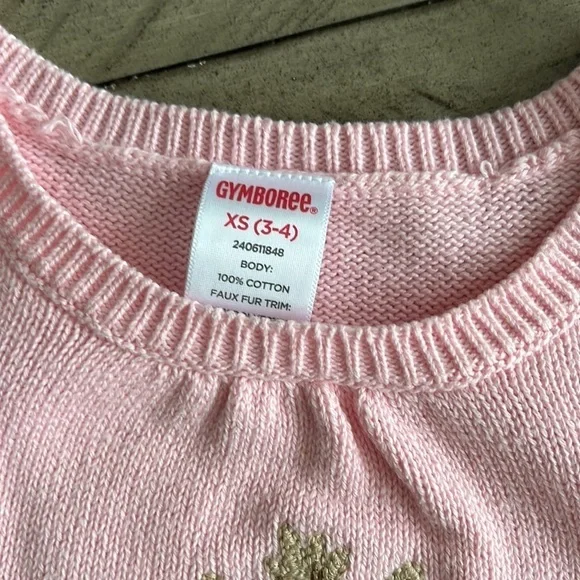 GYMBOREE®
XS (3-4)
240611848
BODY:
100% COTTON
FAUX FUR TRIM: